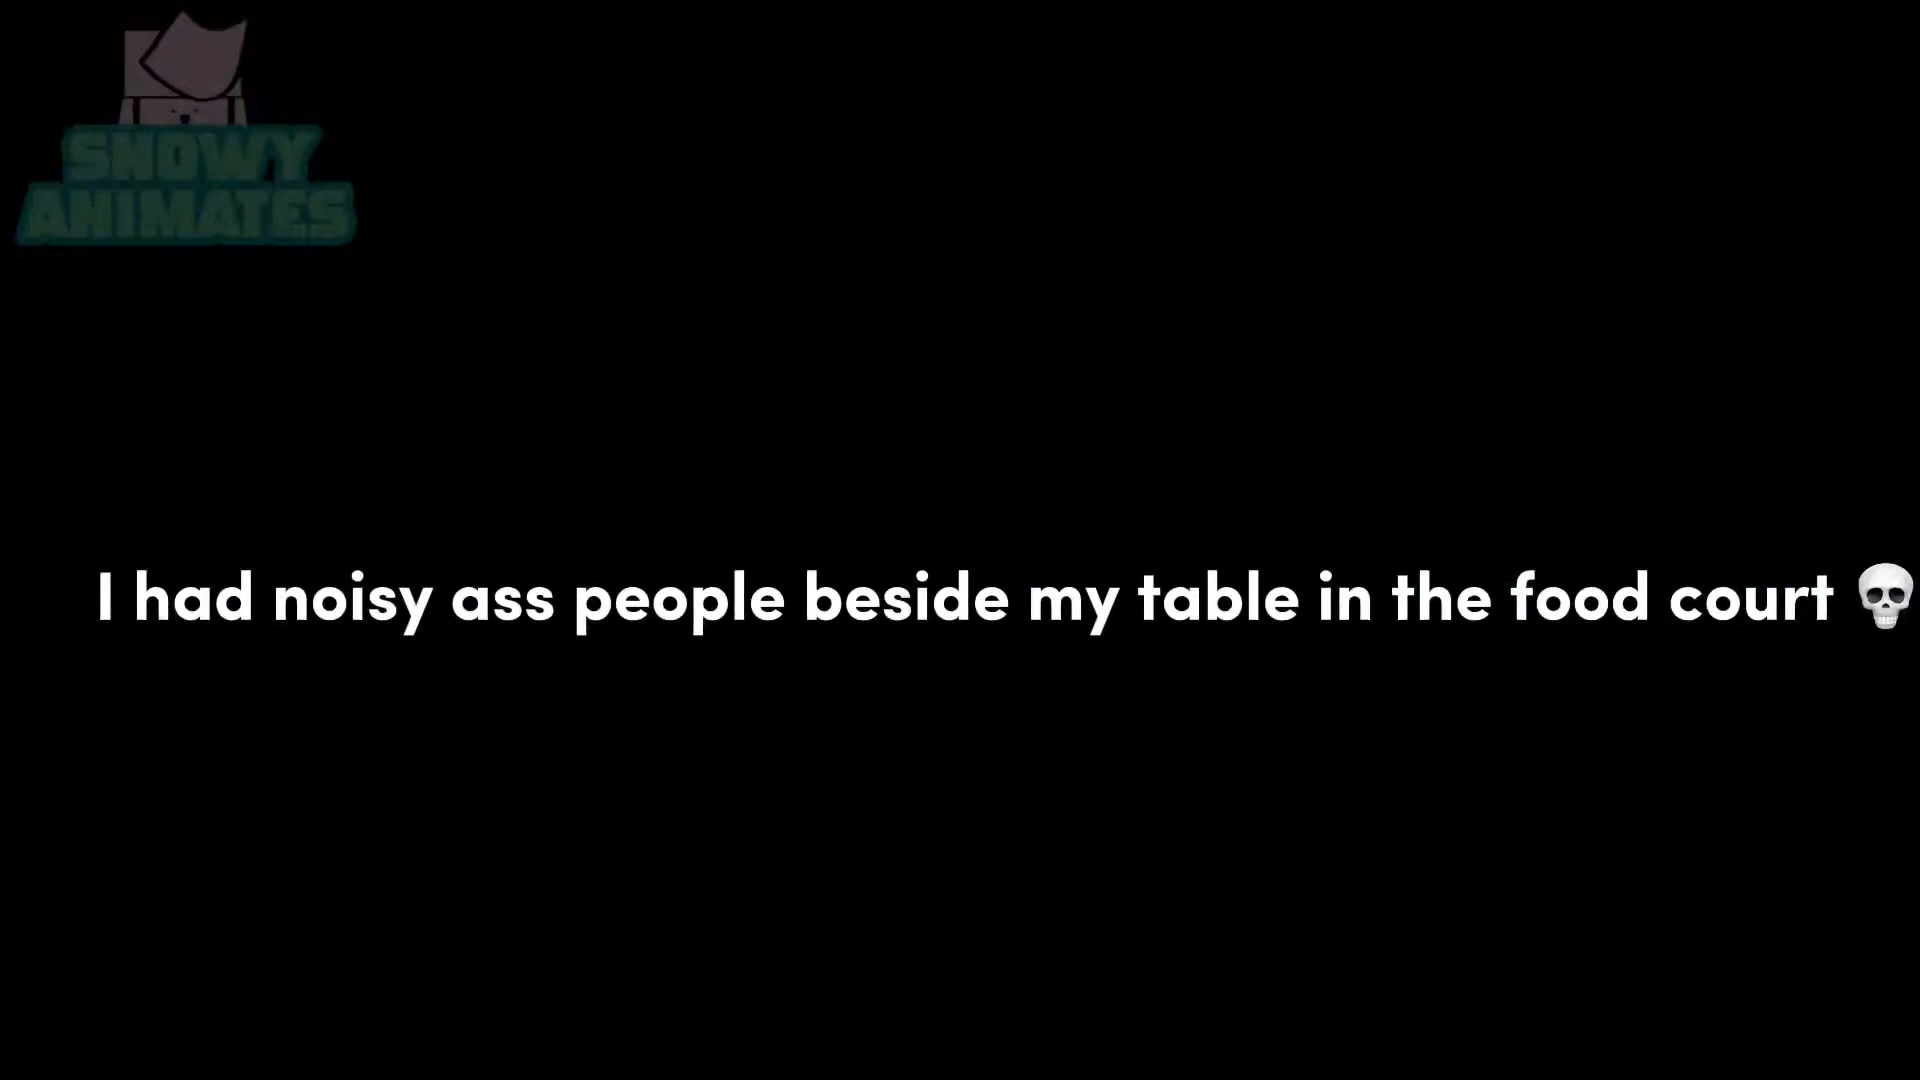 SNOWY
ANIMATES
I had noisy ass people beside my table in the food court 💀